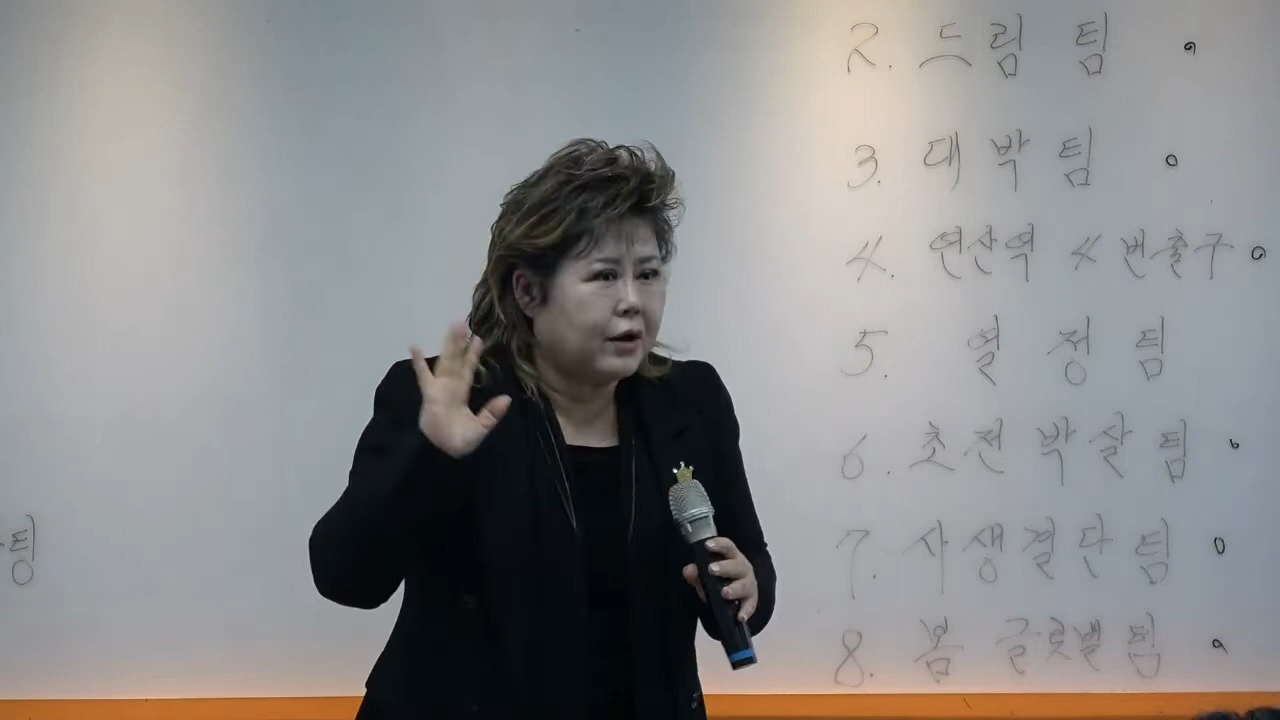 2. 드림 팀
3. 대박팀
4. 연산역 4번출구
5. 열정팀
6. 초전박살팀
7. 사생결단팀
8. 봄 글로벌팀